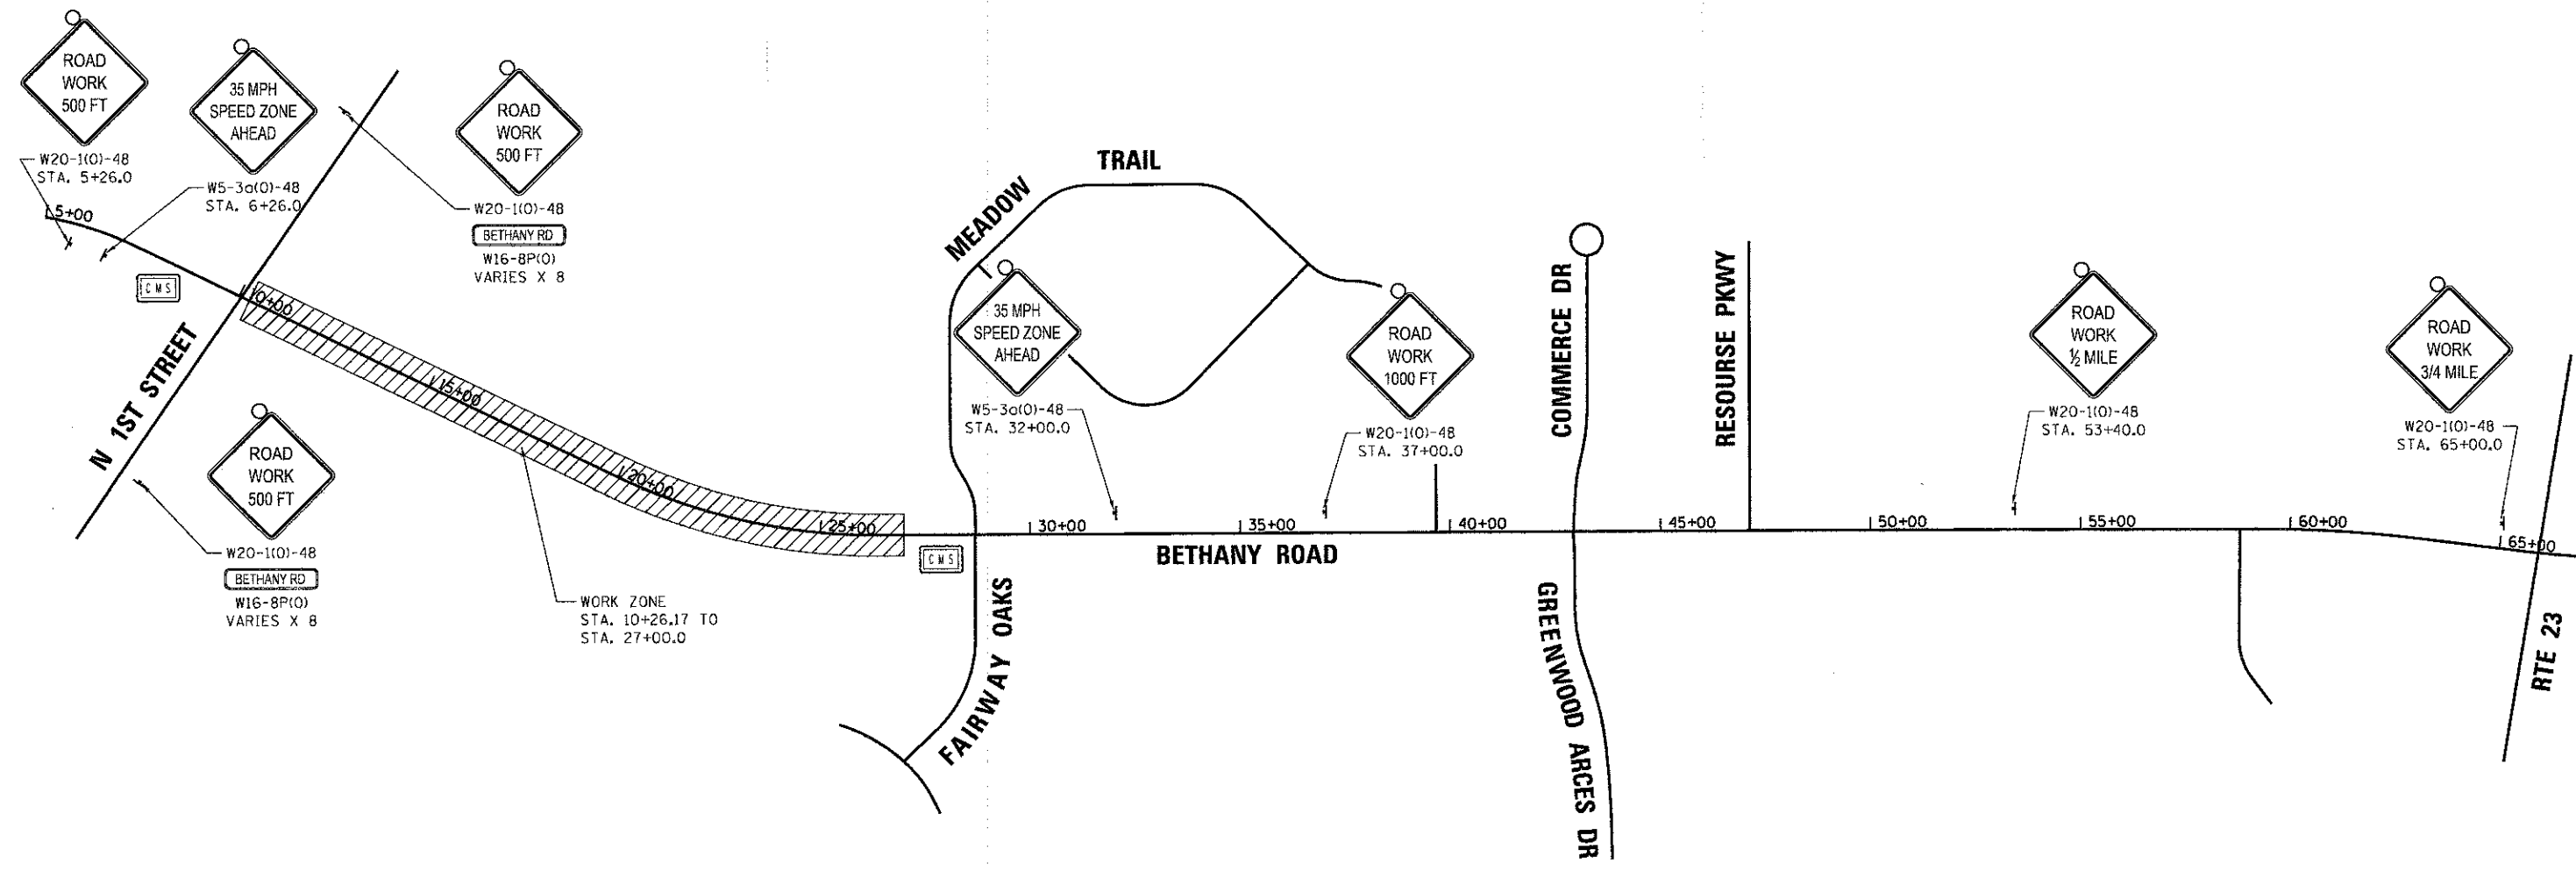 ROAD
WORK
500 FT
W20-1(O)-48
STA. 5+26.0
35 MPH
SPEED ZONE
AHEAD
W5-3a(O)-48
STA. 6+26.0
ROAD
WORK
500 FT
W20-1(O)-48
BETHANY RD
W16-8P(O)
VARIES X 8
5+00
CMS
10+00
N 1ST STREET
15+00
20+00
25+00
ROAD
WORK
500 FT
W20-1(O)-48
BETHANY RD
W16-8P(O)
VARIES X 8
WORK ZONE
STA. 10+26.17 TO
STA. 27+00.0
CMS
MEADOW
TRAIL
35 MPH
SPEED ZONE
AHEAD
W5-3a(O)-48
STA. 32+00.0
ROAD
WORK
1000 FT
W20-1(O)-48
STA. 37+00.0
30+00
35+00
40+00
45+00
50+00
55+00
60+00
65+00
BETHANY ROAD
FAIRWAY OAKS
COMMERCE DR
GREENWOOD ARCES DR
RESOURSE PKWY
ROAD
WORK
½ MILE
W20-1(O)-48
STA. 53+40.0
ROAD
WORK
3/4 MILE
W20-1(O)-48
STA. 65+00.0
RTE 23